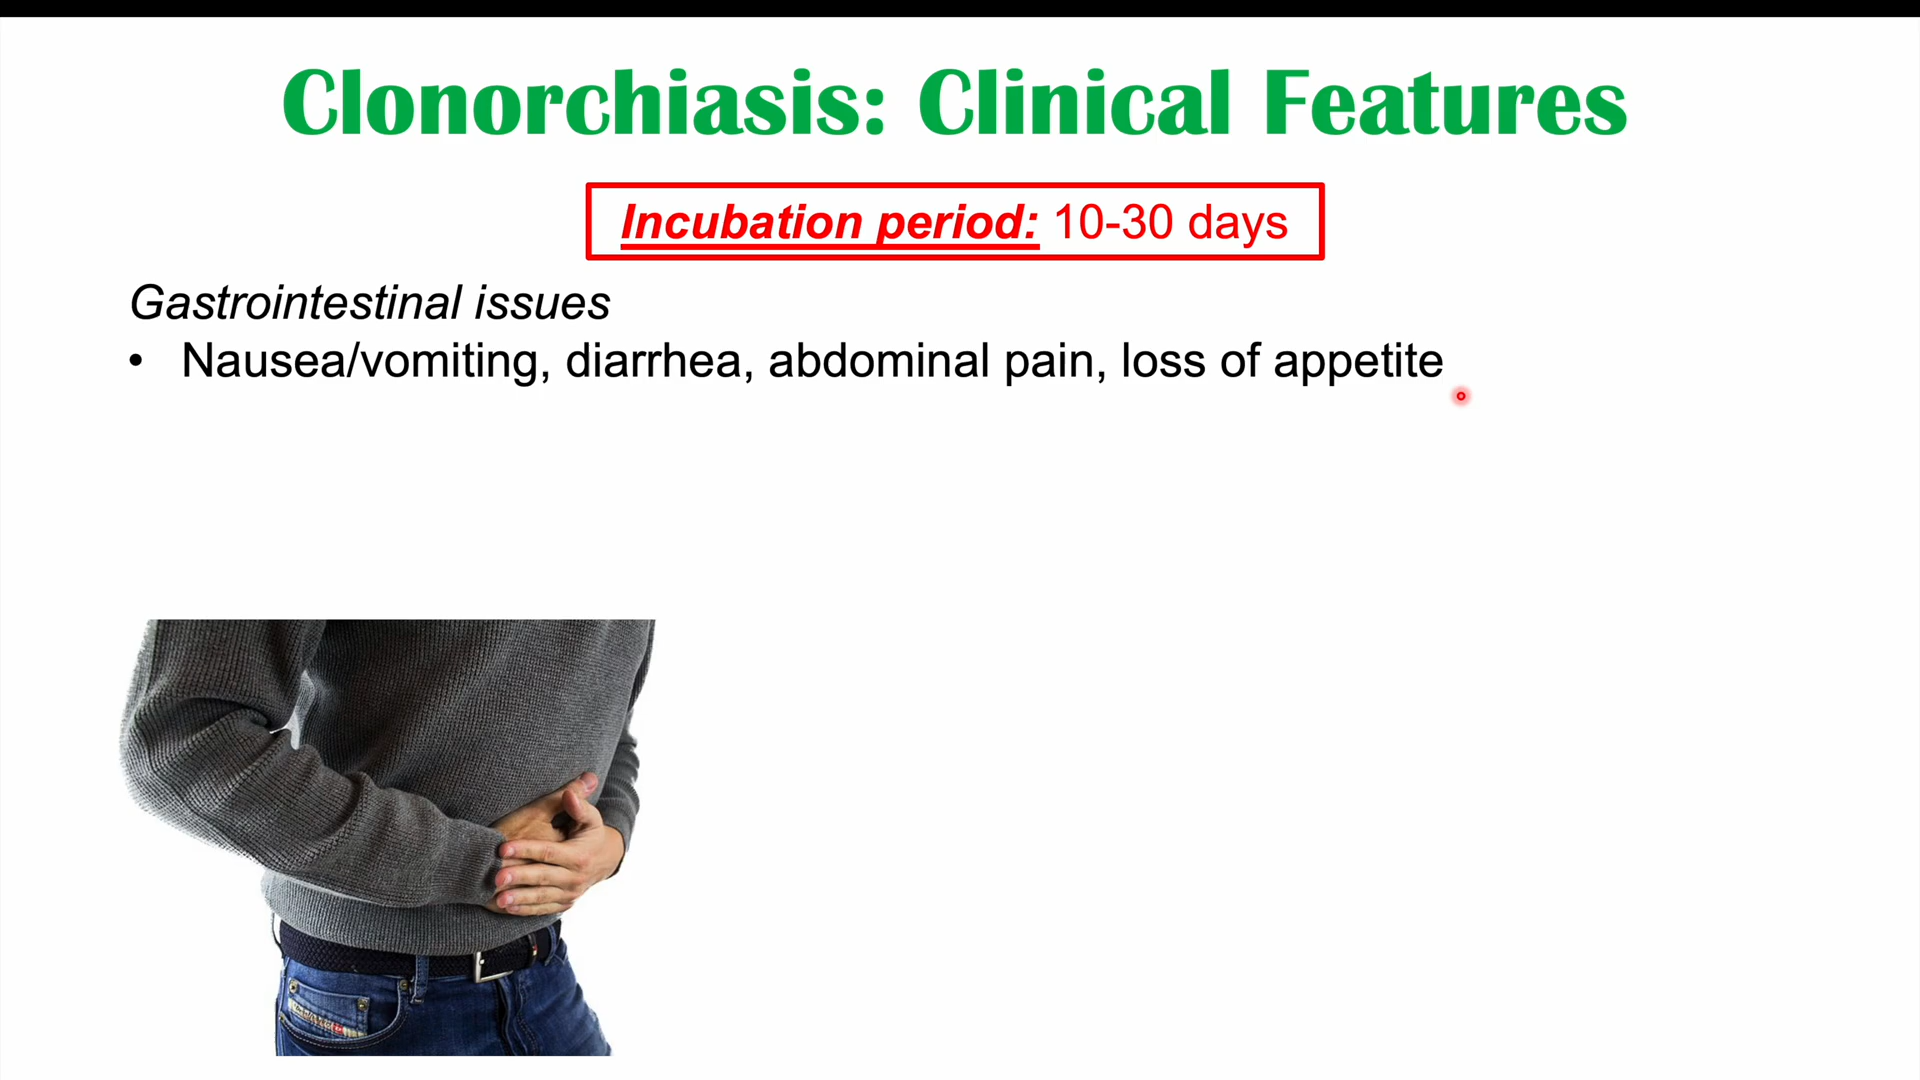 Clonorchiasis: Clinical Features
Incubation period: 10-30 days
Gastrointestinal issues
• Nausea/vomiting, diarrhea, abdominal pain, loss of appetite